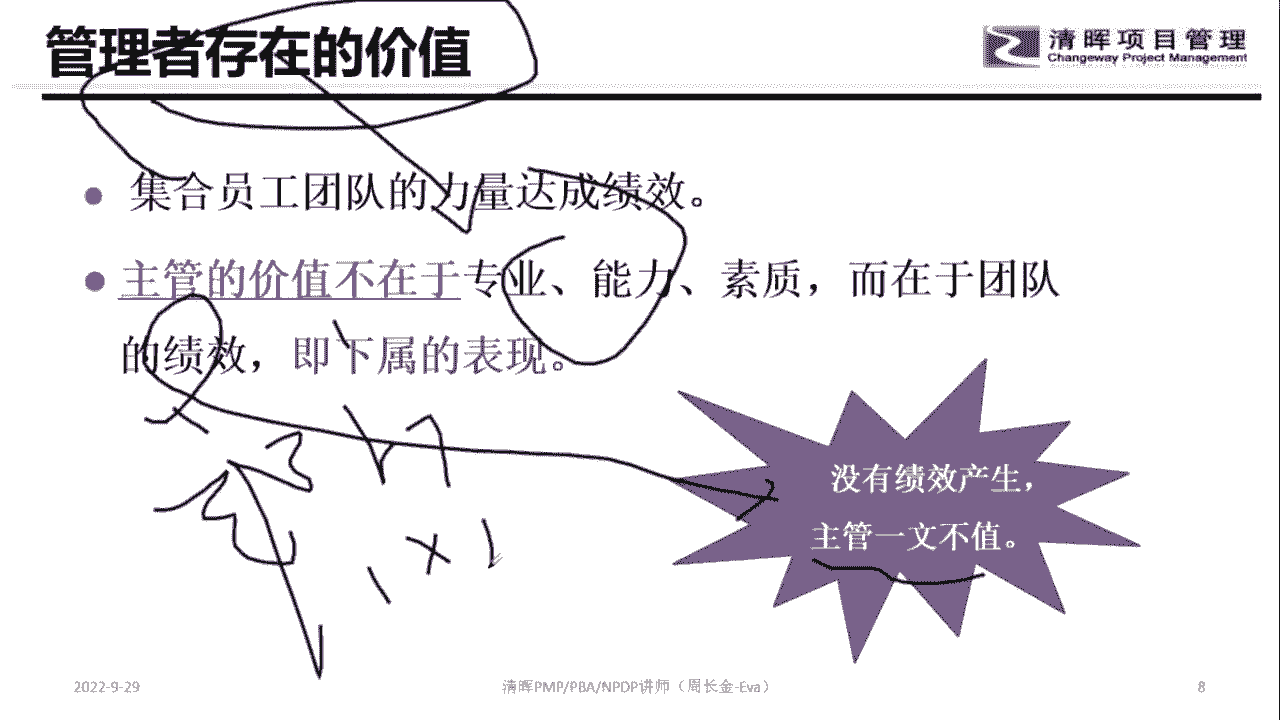 管理者存在的价值
清晖项目管理
Changeway Project Management
集合员工团队的力量达成绩效。
主管的价值不在于专业、能力、素质，而在于团队
的绩效，即下属的表现。
没有绩效产生，
主管一文不值。
2022-9-29
清晖PMP/PBA/NPDP讲师（周长金-Eva）
8